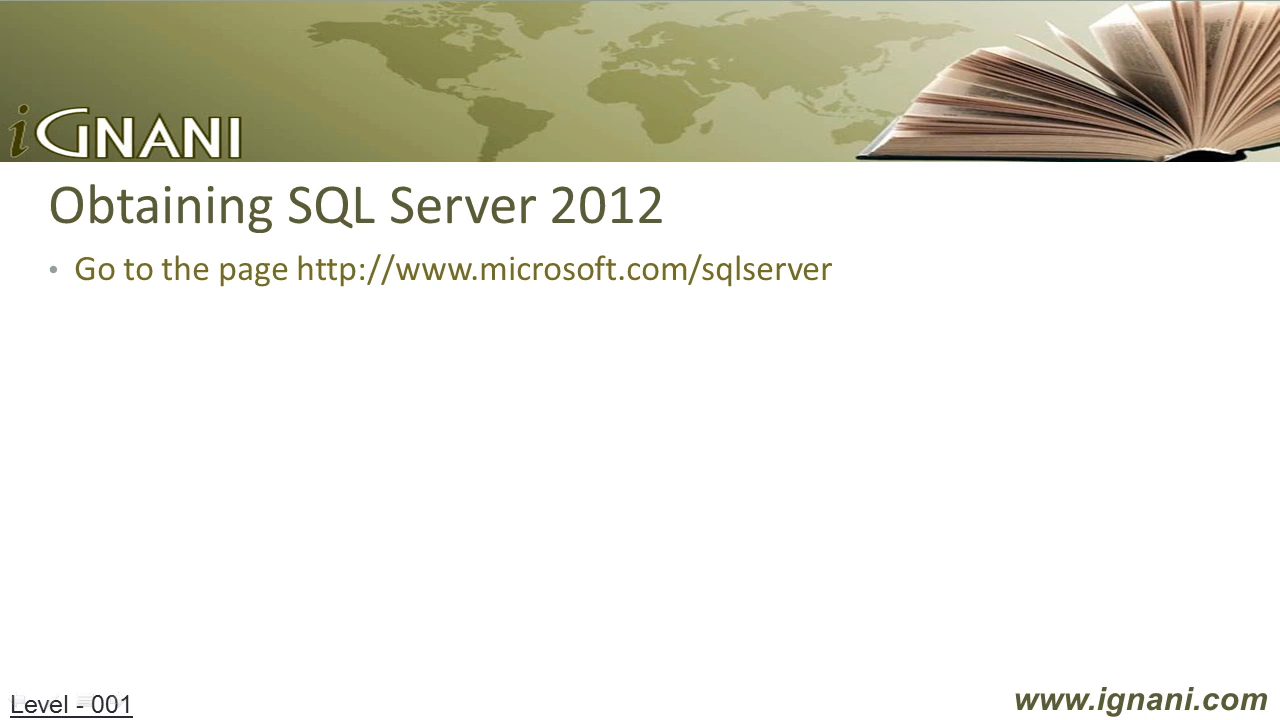 iGNANI
Obtaining SQL Server 2012
• Go to the page http://www.microsoft.com/sqlserver
Level - 001
www.ignani.com